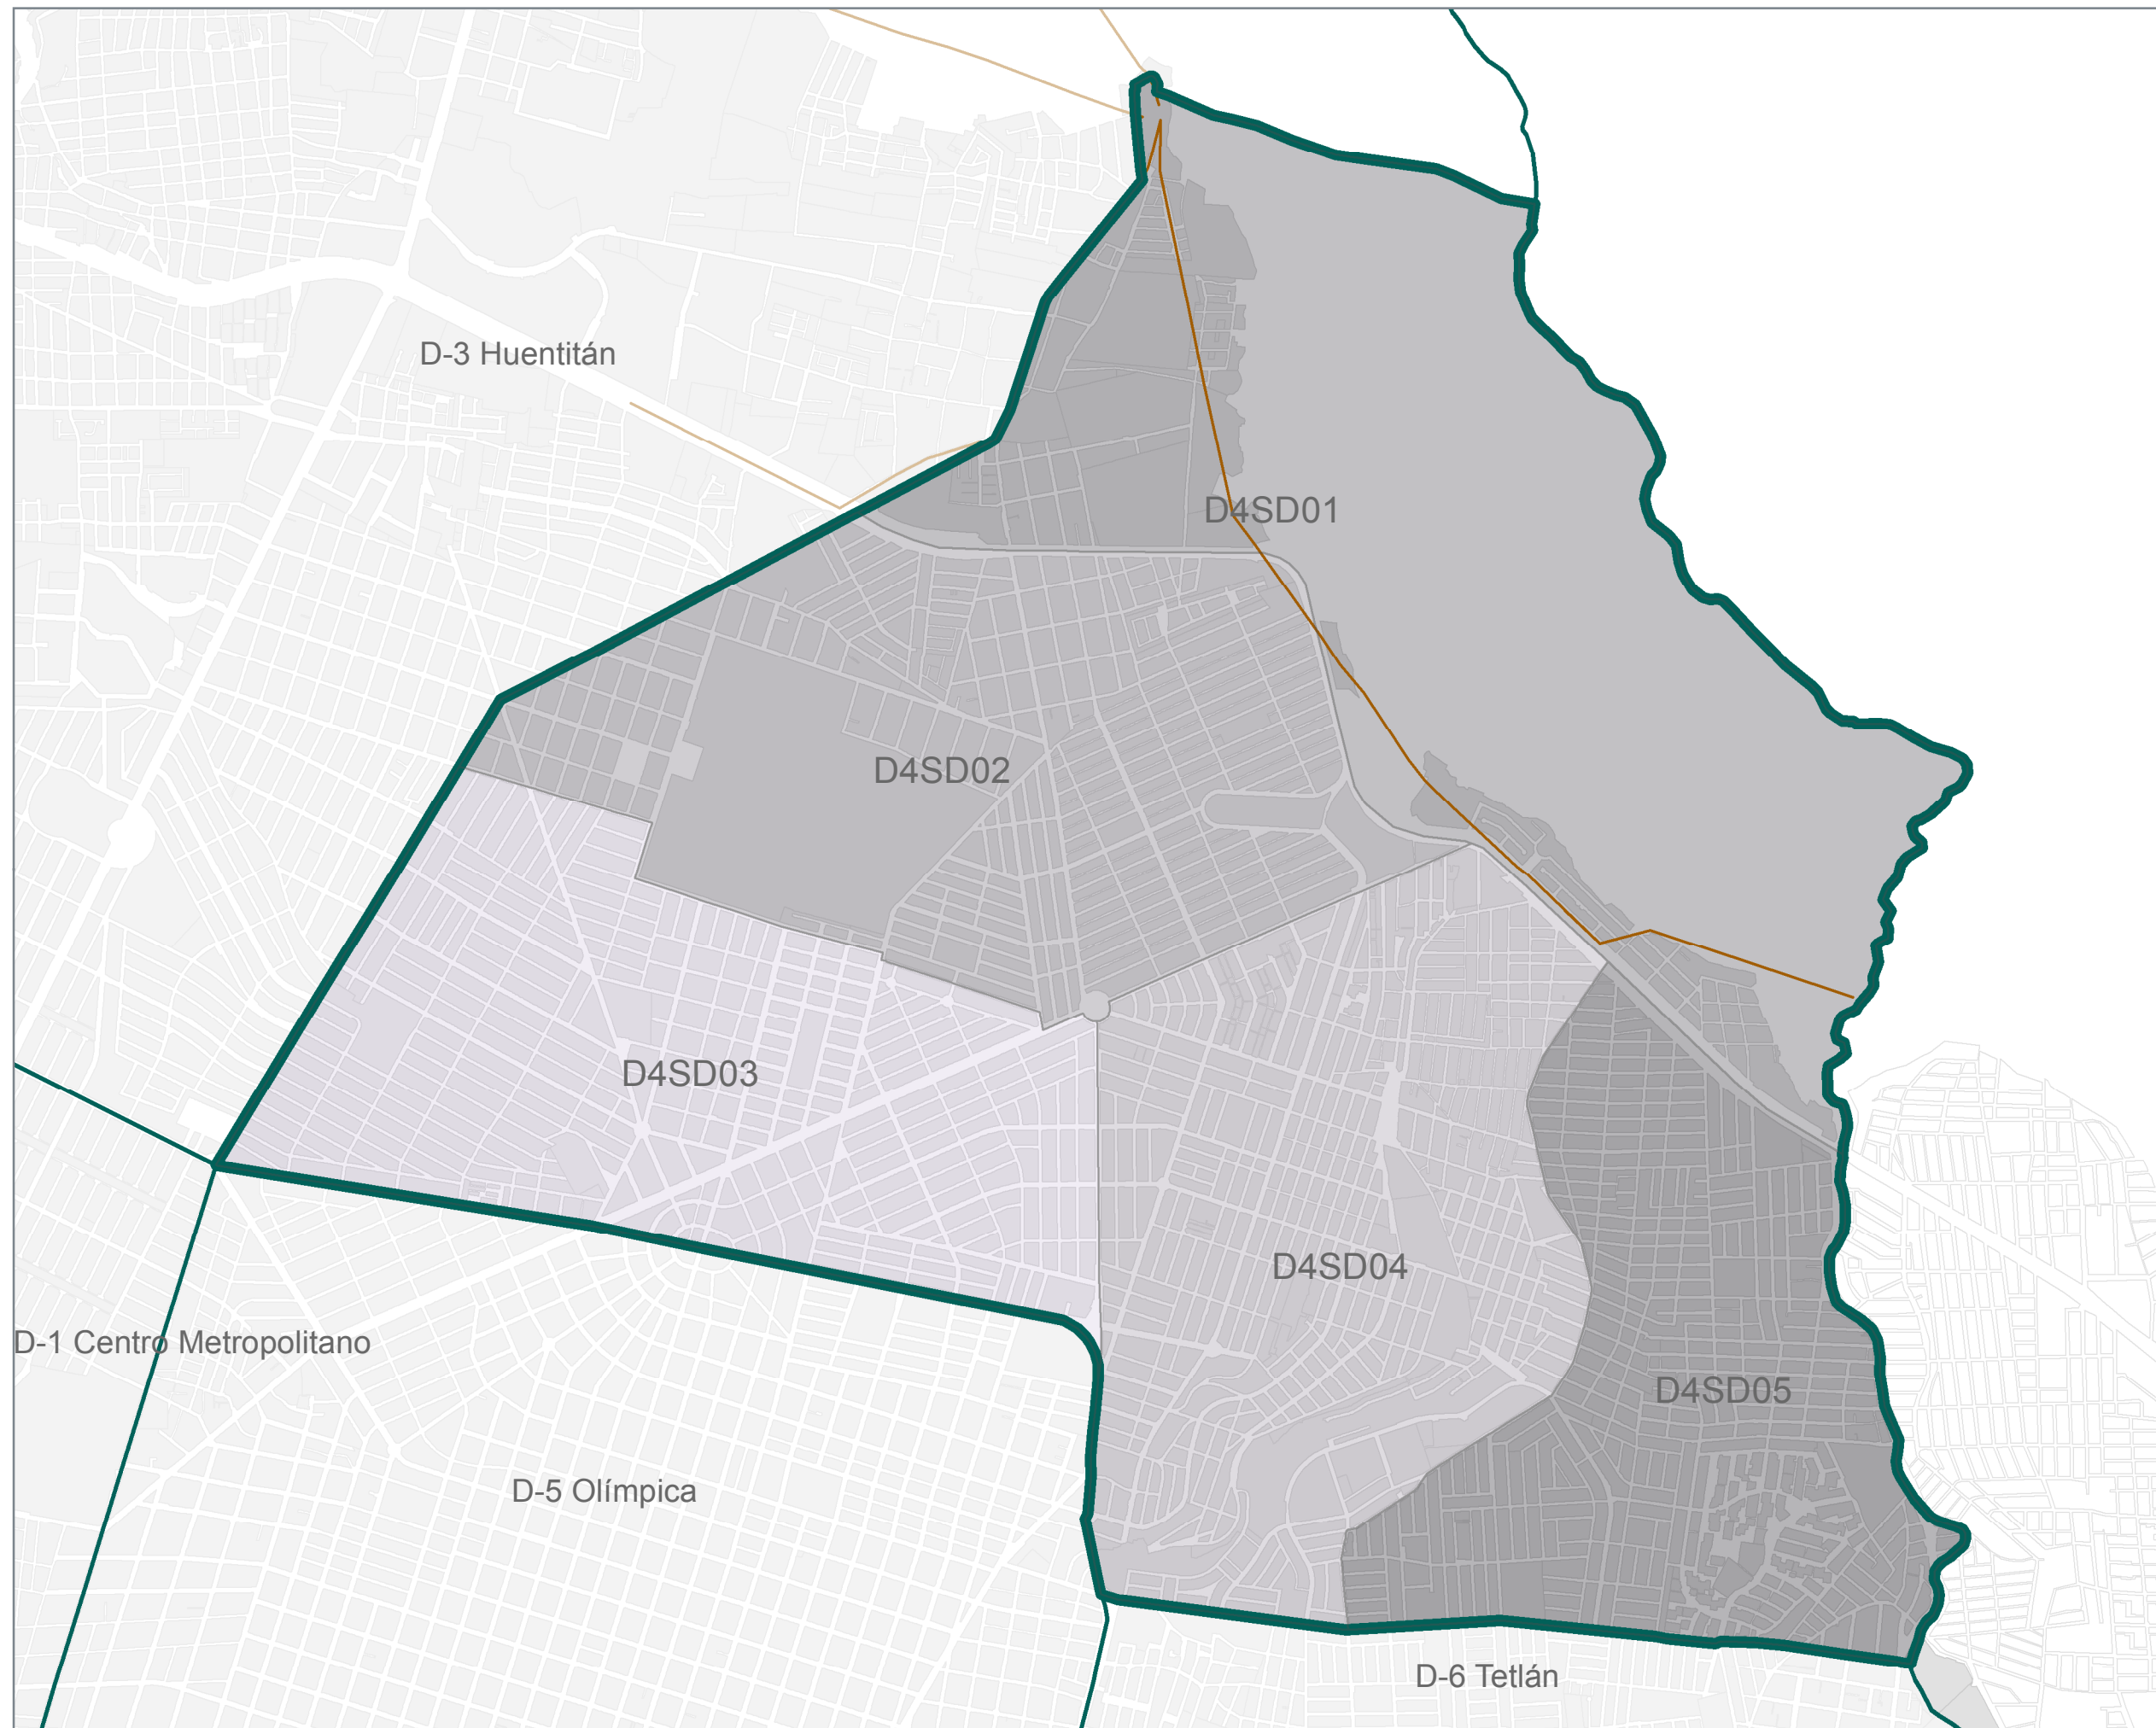 D-3 Huentitán
D4SD01
D4SD02
D4SD03
D4SD04
D-1 Centro Metropolitano
D4SD05
D-5 Olímpica
D-6 Tetlán